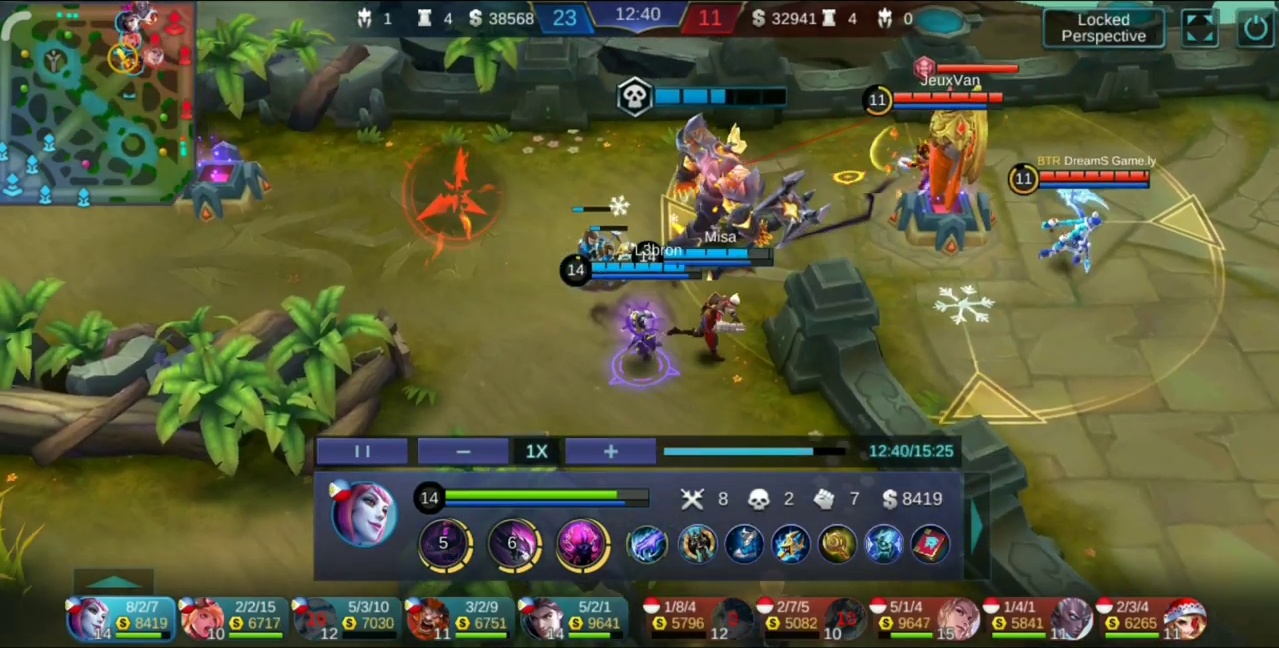 1 4 $ 38568 23 12:40 11 $ 32941 4 0
Locked
Perspective
JeuxVan
11
BTR DreamS Game.ly
11
Misa
L3bron
14
14
1X
12:40/15:25
14
8 2 7 $ 8419
5 6
8/2/7 2/2/15 5/3/10 3/2/9 5/2/1 1/8/4 2/7/5 5/1/4 1/4/1 2/3/4
8419 6717 7030 6751 9641 5796 5082 9647 5841 6265
14 10 12 11 14 12 10 15 11 11